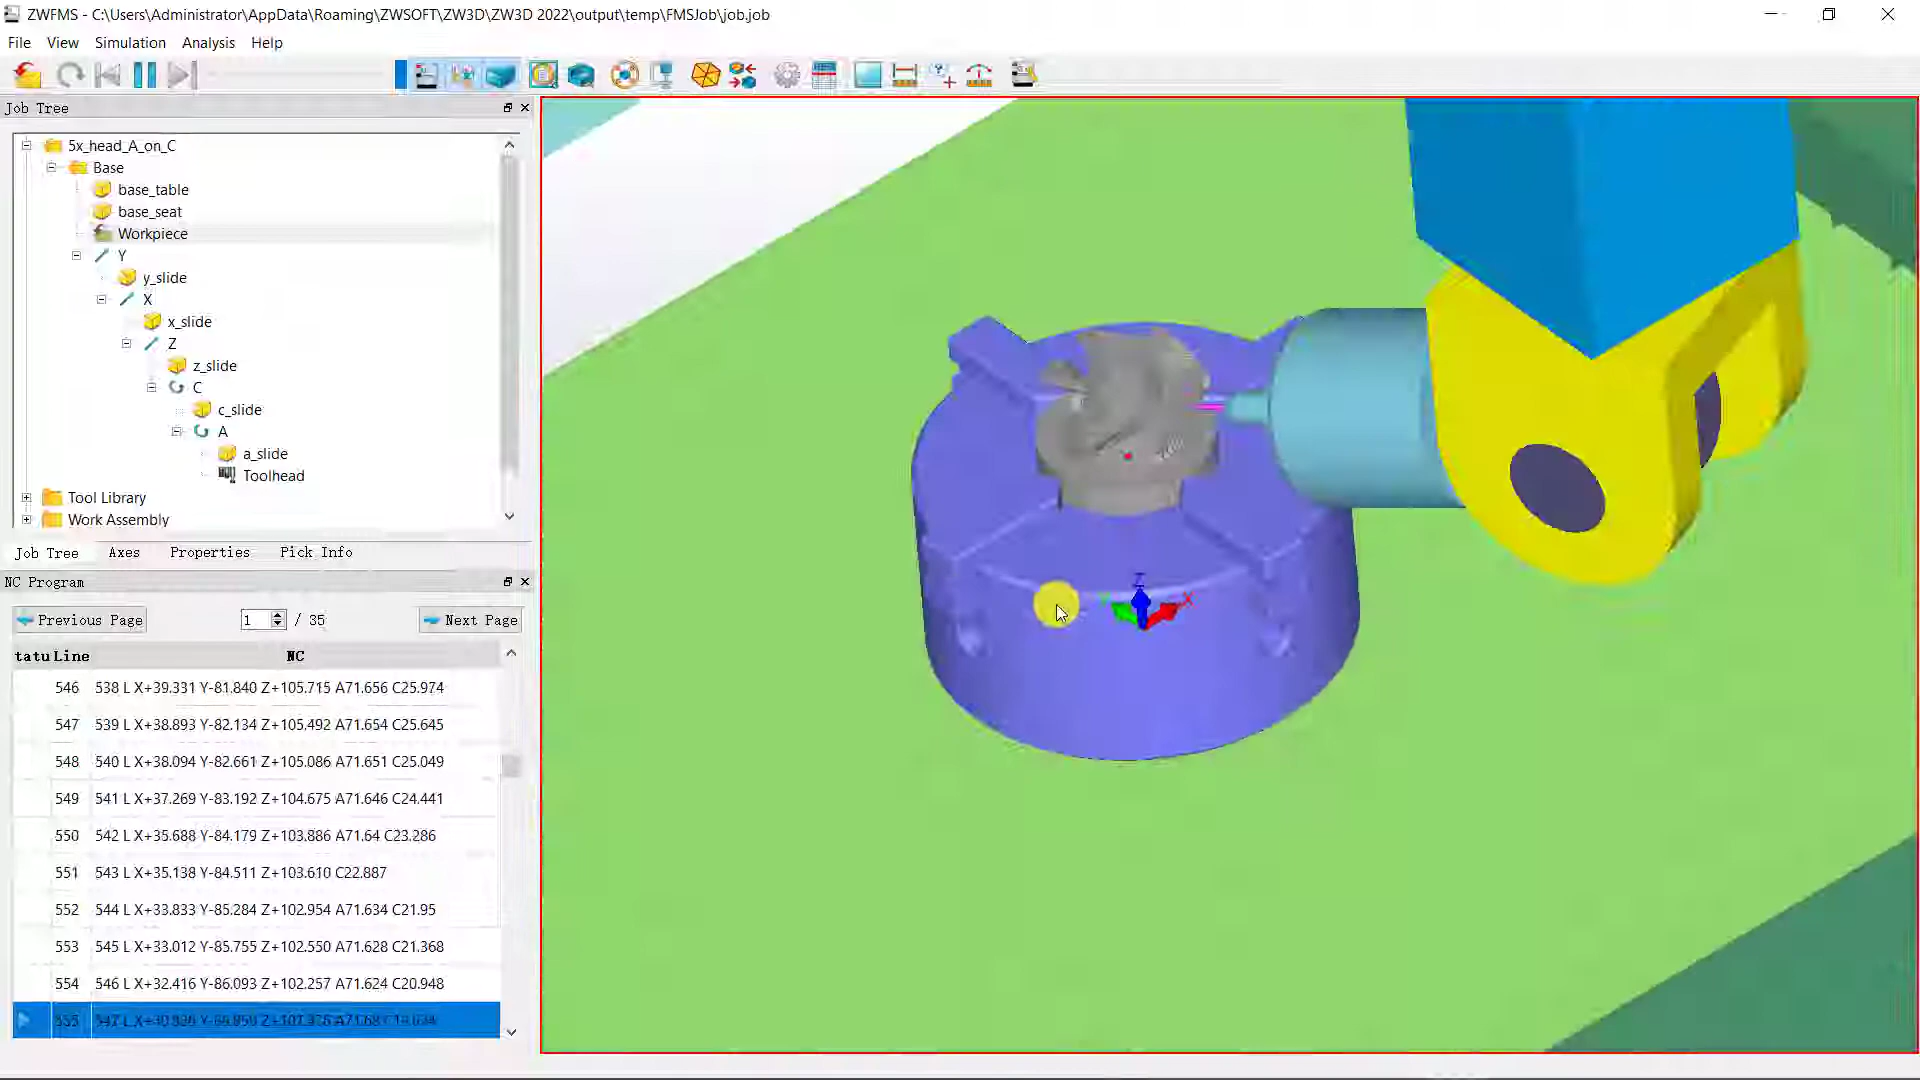 ZWFMS - C:\Users\Administrator\AppData\Roaming\ZWSOFT\ZW3D\ZW3D 2022\output\temp\FMSJob\job.job
File View Simulation Analysis Help
Job Tree
5x_head_A_on_C
Base
base_table
base_seat
Workpiece
Y
y_slide
X
x_slide
Z
z_slide
C
c_slide
A
a_slide
Toolhead
Tool Library
Work Assembly
Job Tree Axes Properties Pick Info
NC Program
Previous Page 1 / 35 Next Page
tatu Line NC
546 538 L X+39.331 Y-81.840 Z+105.715 A71.656 C25.974
547 539 L X+38.893 Y-82.134 Z+105.492 A71.654 C25.645
548 540 L X+38.094 Y-82.661 Z+105.086 A71.651 C25.049
549 541 L X+37.269 Y-83.192 Z+104.675 A71.646 C24.441
550 542 L X+35.688 Y-84.179 Z+103.886 A71.64 C23.286
551 543 L X+35.138 Y-84.511 Z+103.610 C22.887
552 544 L X+33.833 Y-85.284 Z+102.954 A71.634 C21.95
553 545 L X+33.012 Y-85.755 Z+102.550 A71.628 C21.368
554 546 L X+32.416 Y-86.093 Z+102.257 A71.624 C20.948
555 547 L
Z
X